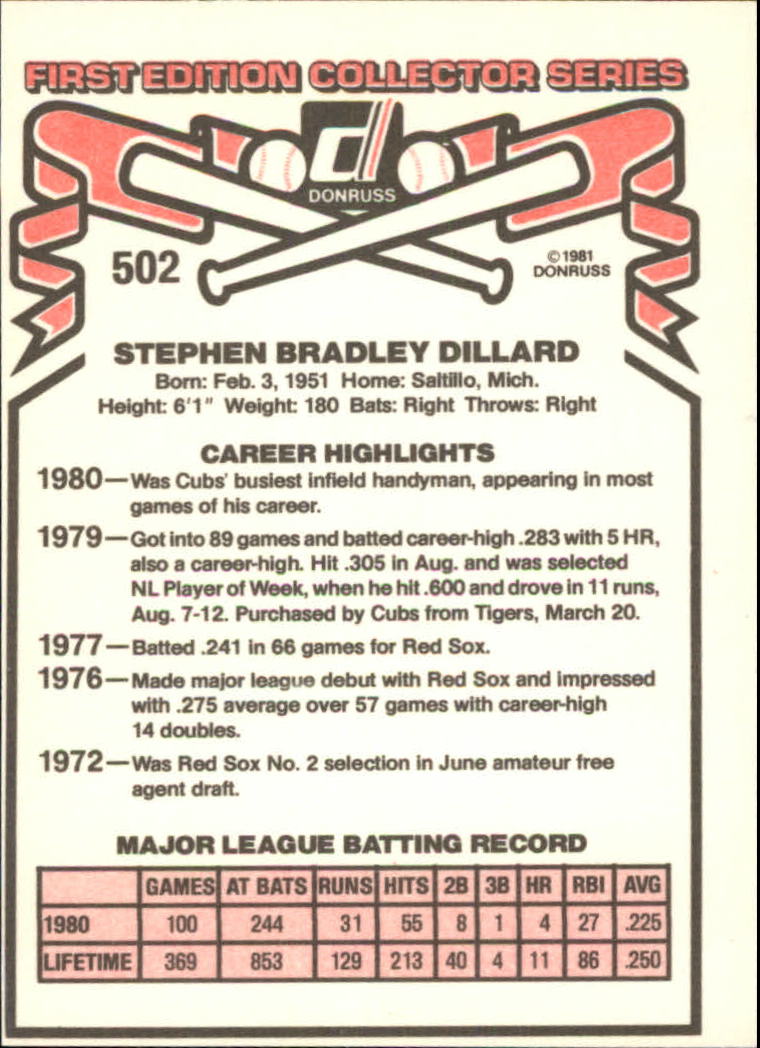 FIRST EDITION COLLECTOR SERIES
d
DONRUSS
502
© 1981
DONRUSS
STEPHEN BRADLEY DILLARD
Born: Feb. 3, 1951 Home: Saltillo, Mich.
Height: 6'1" Weight: 180 Bats: Right Throws: Right
CAREER HIGHLIGHTS
1980—Was Cubs' busiest infield handyman, appearing in most
games of his career.
1979—Got into 89 games and batted career-high .283 with 5 HR,
also a career-high. Hit .305 in Aug. and was selected
NL Player of Week, when he hit .600 and drove in 11 runs,
Aug. 7-12. Purchased by Cubs from Tigers, March 20.
1977—Batted .241 in 66 games for Red Sox.
1976—Made major league debut with Red Sox and impressed
with .275 average over 57 games with career-high
14 doubles.
1972—Was Red Sox No. 2 selection in June amateur free
agent draft.
MAJOR LEAGUE BATTING RECORD
GAMES AT BATS RUNS HITS 2B 3B HR RBI AVG
1980 100 244 31 55 8 1 4 27 .225
LIFETIME 369 853 129 213 40 4 11 86 .250